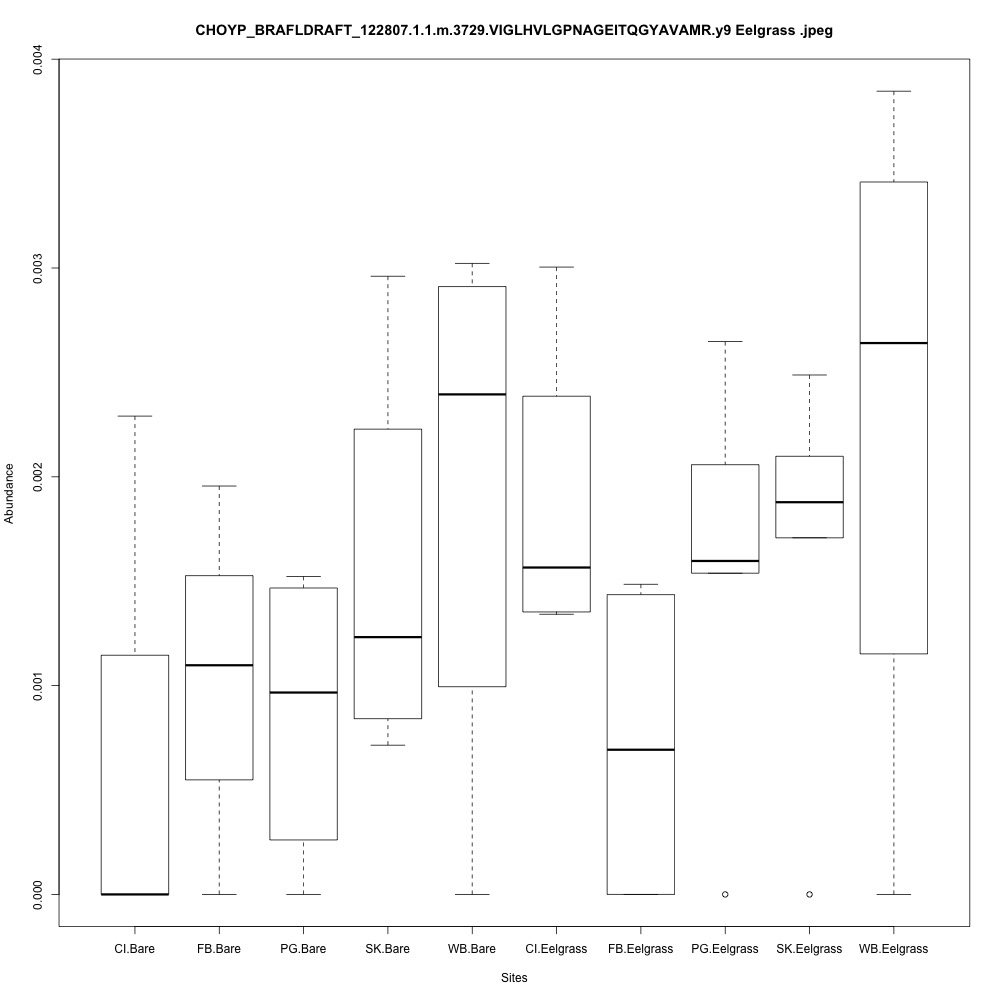 CHOYP_BRAFLDRAFT_122807.1.1.m.3729.VIGLHVLGPNAGEITQGYAVAMR.y9 Eelgrass .jpeg
Abundance
0.004
0.003
0.002
0.001
0.000
CI.Bare FB.Bare PG.Bare SK.Bare WB.Bare CI.Eelgrass FB.Eelgrass PG.Eelgrass SK.Eelgrass WB.Eelgrass
Sites